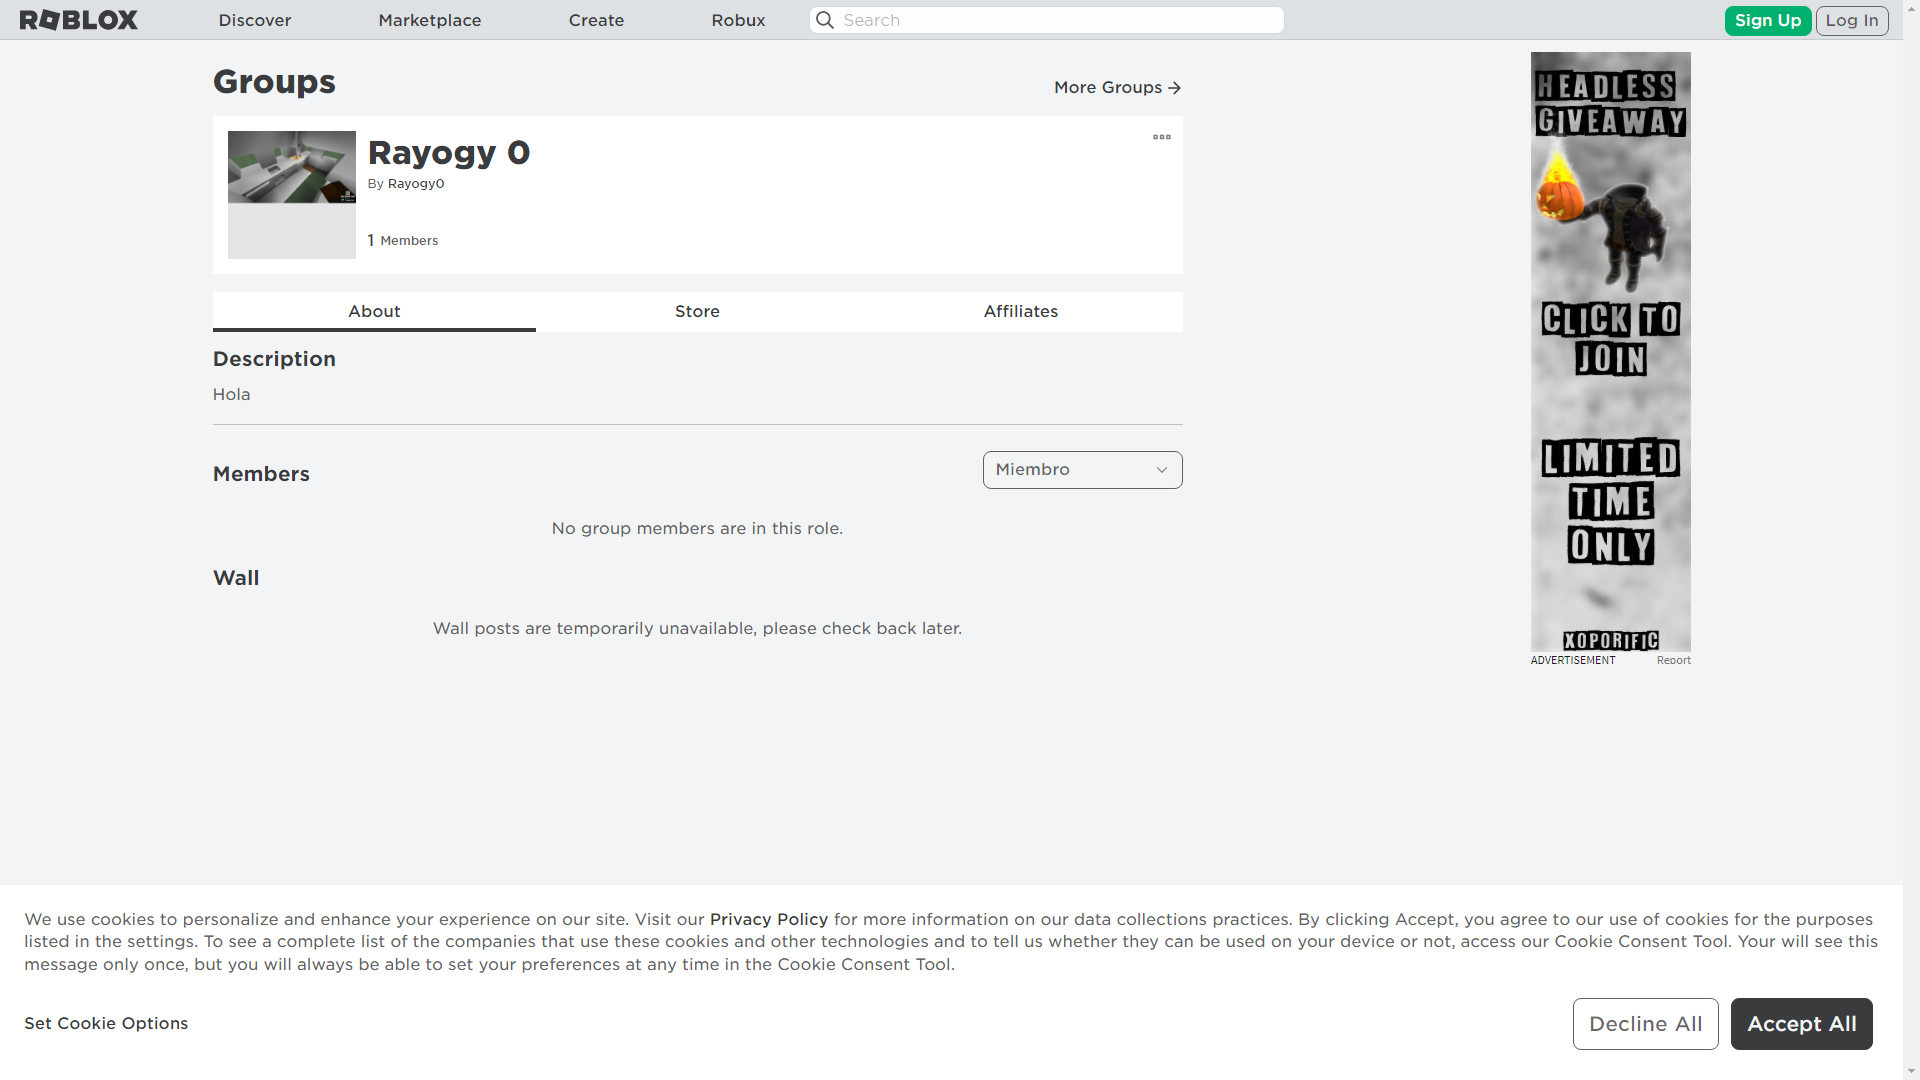 ROBLOX
Discover
Marketplace
Create
Robux
Search
Sign Up
Log In
Groups
More Groups
Rayogy 0
By Rayogy0
1 Members
About
Store
Affiliates
Description
Hola
Members
Miembro
No group members are in this role.
Wall
Wall posts are temporarily unavailable, please check back later.
HEADLESS
GIVEAWAY
CLICK TO
JOIN
LIMITED
TIME
ONLY
XOPORIFIC
ADVERTISEMENT
Report
We use cookies to personalize and enhance your experience on our site. Visit our Privacy Policy for more information on our data collections practices. By clicking Accept, you agree to our use of cookies for the purposes
listed in the settings. To see a complete list of the companies that use these cookies and other technologies and to tell us whether they can be used on your device or not, access our Cookie Consent Tool. Your will see this
message only once, but you will always be able to set your preferences at any time in the Cookie Consent Tool.
Set Cookie Options
Decline All
Accept All